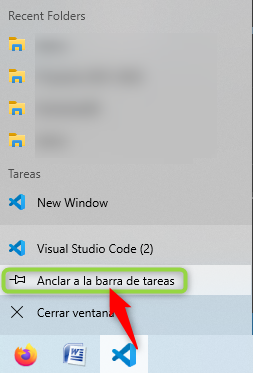 Recent Folders
Tareas
New Window
Visual Studio Code (2)
Anclar a la barra de tareas
Cerrar ventana